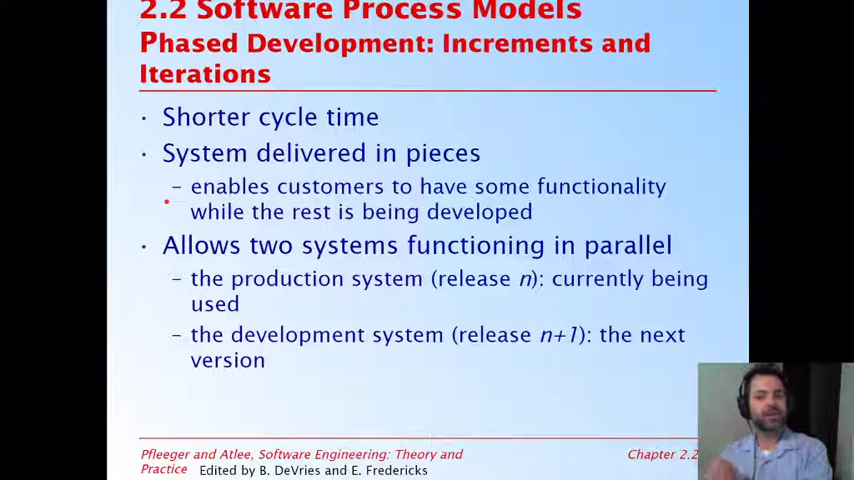 2.2 Software Process Models
Phased Development: Increments and
Iterations
· Shorter cycle time
· System delivered in pieces
– enables customers to have some functionality
while the rest is being developed
· Allows two systems functioning in parallel
– the production system (release n): currently being
used
– the development system (release n+1): the next
version
Pfleeger and Atlee, Software Engineering: Theory and
Practice Edited by B. DeVries and E. Fredericks
Chapter 2.2